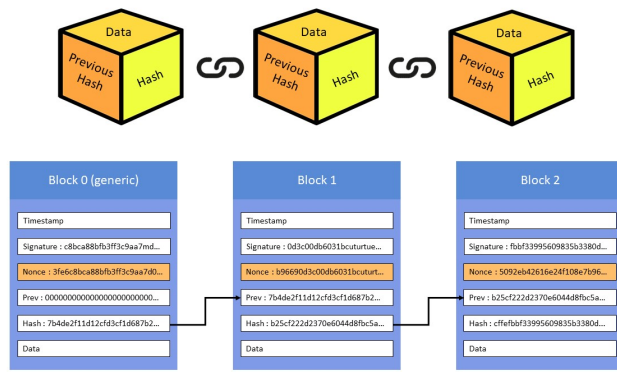 Data
Previous
Hash
Hash
Data
Previous
Hash
Hash
Data
Previous
Hash
Hash
Block 0 (generic)
Timestamp
Signature : c8bca88bfb3ff3c9aa7md...
Nonce : 3fe6c8bca88bfb3ff3c9aa7d0...
Prev : 000000000000000000000000...
Hash : 7b4de2f11d12cfd3cf1d687b2...
Data
Block 1
Timestamp
Signature : 0d3c00db6031bcuturtue...
Nonce : b96690d3c00db6031bcuturt...
Prev : 7b4de2f11d12cfd3cf1d687b2...
Hash : b25cf222d2370e6044d8fbc5a...
Data
Block 2
Timestamp
Signature : fbbf33995609835b3380d...
Nonce : 5092eb42616e24f108e7b96...
Prev : b25cf222d2370e6044d8fbc5a...
Hash : cffefbbf33995609835b3380d...
Data